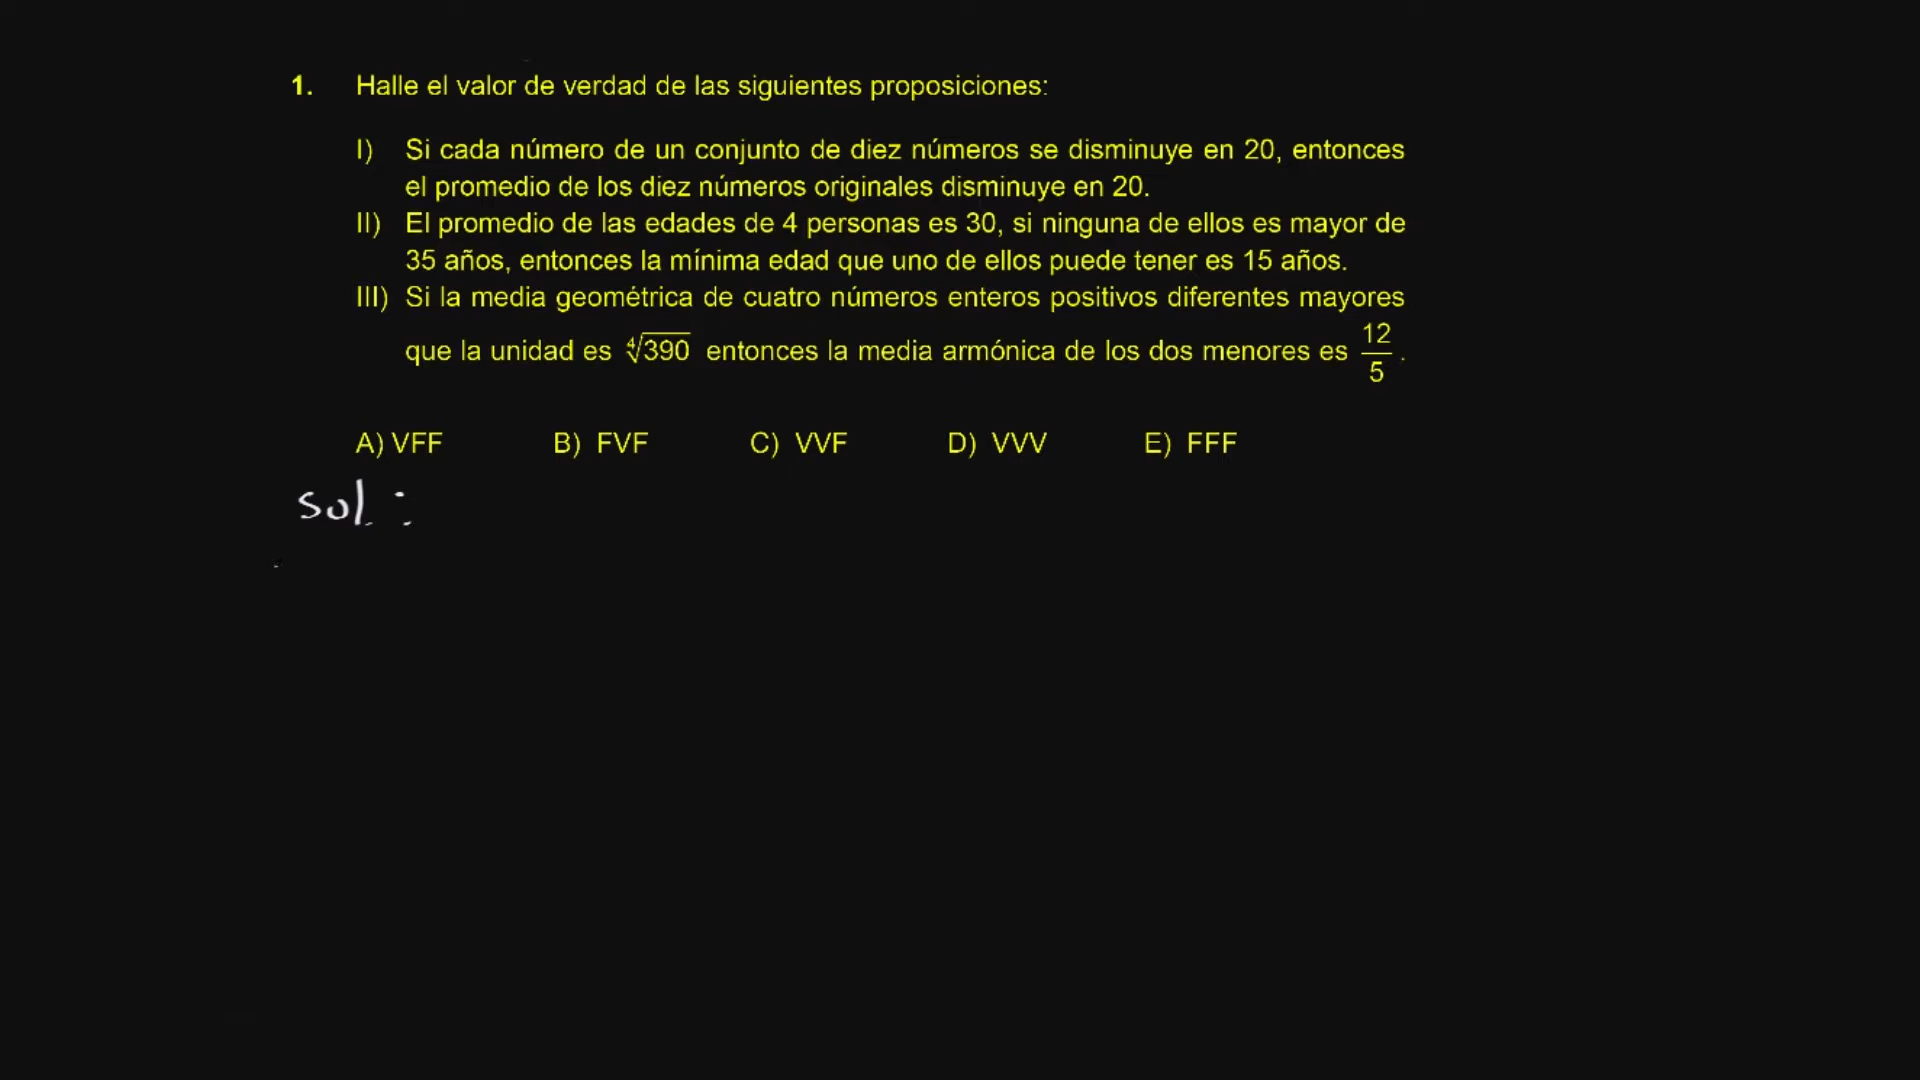 1. Halle el valor de verdad de las siguientes proposiciones:
I) Si cada número de un conjunto de diez números se disminuye en 20, entonces
el promedio de los diez números originales disminuye en 20.
II) El promedio de las edades de 4 personas es 30, si ninguna de ellos es mayor de
35 años, entonces la mínima edad que uno de ellos puede tener es 15 años.
III) Si la media geométrica de cuatro números enteros positivos diferentes mayores
que la unidad es ∜390 entonces la media armónica de los dos menores es 12/5.
A) VFF B) FVF C) VVF D) VVV E) FFF
Sol. :